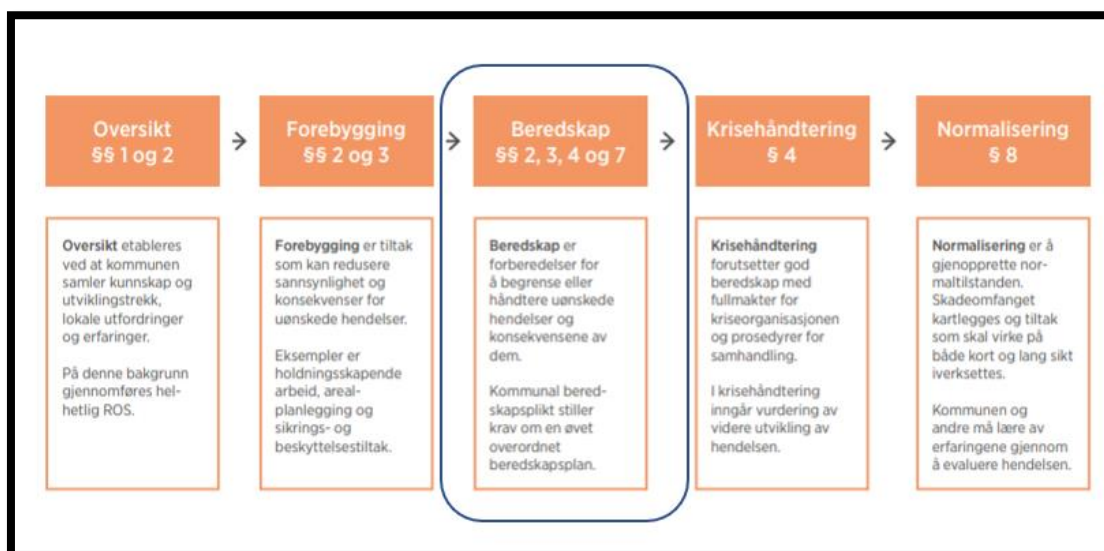 Oversikt
§§ 1 og 2
→
Forebygging
§§ 2 og 3
→
Beredskap
§§ 2, 3, 4 og 7
→
Krisehåndtering
§ 4
→
Normalisering
§ 8
Oversikt etableres
ved at kommunen
samler kunnskap og
utviklingstrekk,
lokale utfordringer
og erfaringer.
På denne bakgrunn
gjennomføres hel-
hetlig ROS.
Forebygging er tiltak
som kan redusere
sannsynlighet og
konsekvenser for
uønskede hendelser.
Eksempler er
holdningsskapende
arbeid, areal-
planlegging og
sikrings- og
beskyttelsestiltak.
Beredskap er
forberedelser for
å begrense eller
håndtere uønskede
hendelser og
konsekvensene av
dem.
Kommunal bered-
skapsplikt stiller
krav om en øvet
overordnet
beredskapsplan.
Krisehåndtering
forutsetter god
beredskap med
fullmakter for
kriseorganisasjonen
og prosedyrer for
samhandling.
I krisehåndtering
inngår vurdering av
videre utvikling av
hendelsen.
Normalisering er å
gjenopprette nor-
maltilstanden.
Skadeomfanget
kartlegges og tiltak
som skal virke på
både kort og lang sikt
iverksettes.
Kommunen og
andre må lære av
erfaringene gjennom
å evaluere hendelsen.